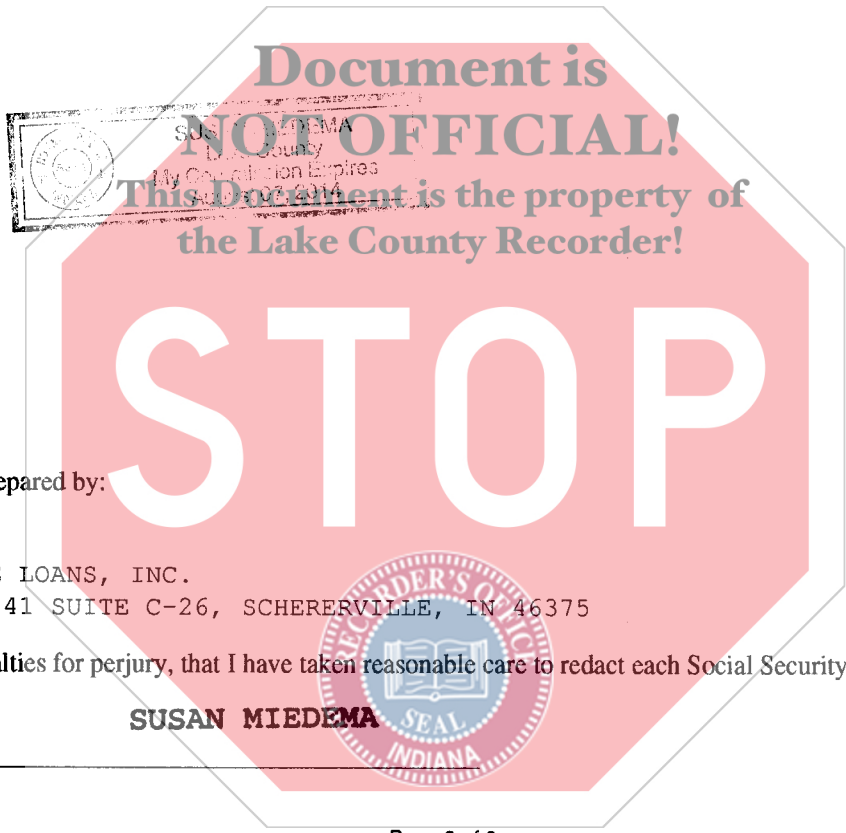 Document is
NOT OFFICIAL!
This Document is the property of
the Lake County Recorder!
MIEDEMA
County
My Commission Expires
2014
STOP
epared by:
LOANS, INC.
41 SUITE C-26, SCHERERVILLE, IN 46375
lties for perjury, that I have taken reasonable care to redact each Social Security
SUSAN MIEDEMA
RECORDER'S OFFICE
SEAL
INDIANA